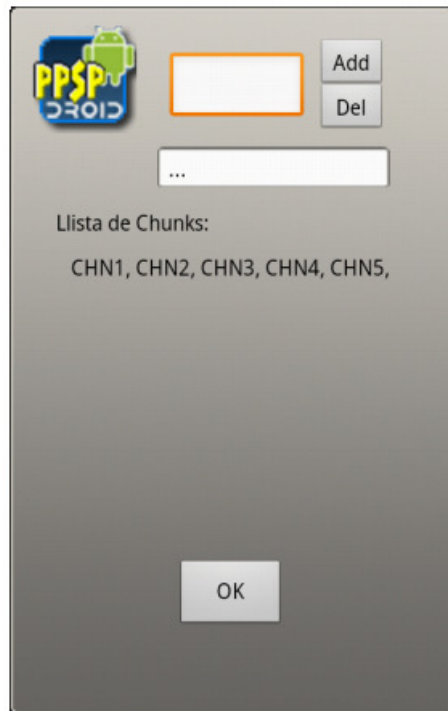 PPSP
DROID
Add
Del
...
Llista de Chunks:
CHN1, CHN2, CHN3, CHN4, CHN5,
OK